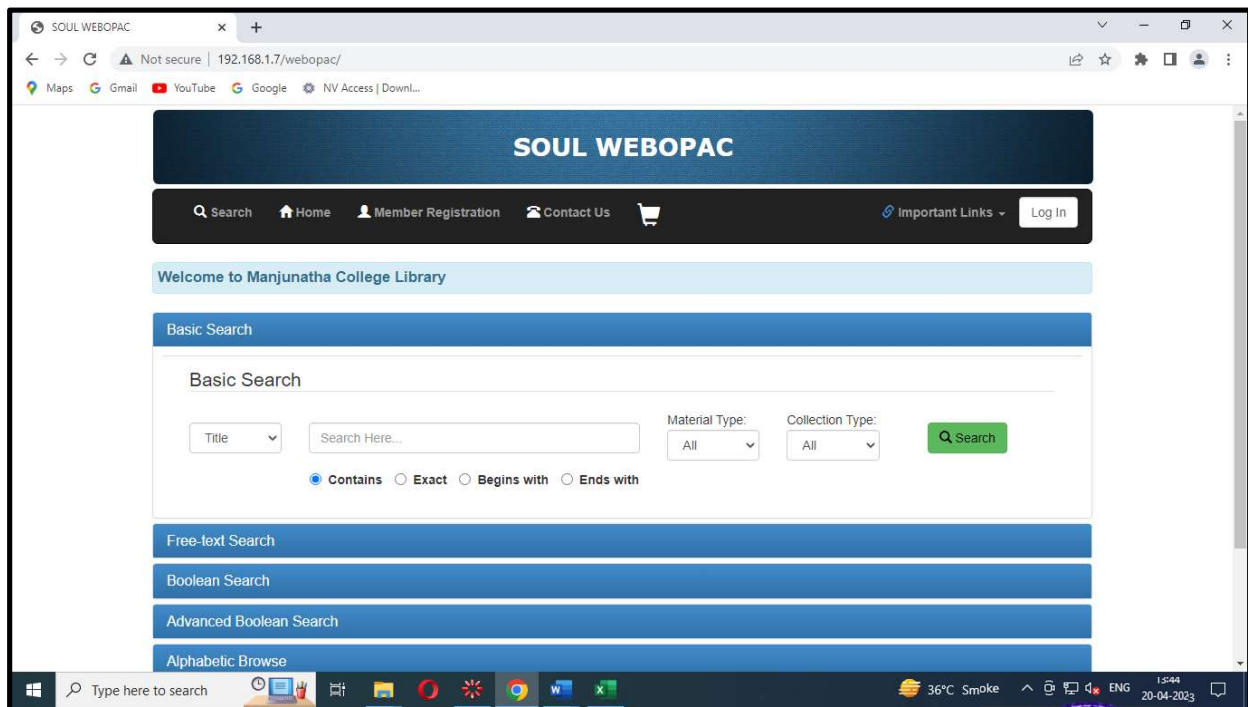 SOUL WEBOPAC
Not secure | 192.168.1.7/webopac/
Maps Gmail YouTube Google NV Access | Downl...
SOUL WEBOPAC
Search Home Member Registration Contact Us Important Links Log In
Welcome to Manjunatha College Library
Basic Search
Basic Search
Material Type: Collection Type:
Title Search Here... All All Search
Contains Exact Begins with Ends with
Free-text Search
Boolean Search
Advanced Boolean Search
Alphabetic Browse
Type here to search 36°C Smoke ENG 13:44
20-04-2023